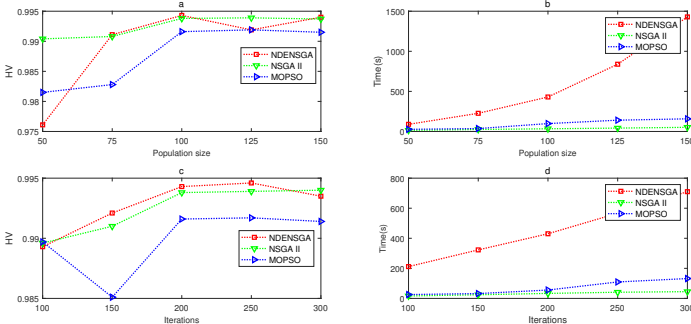 a
0.995
0.99
0.985
0.98
0.975
HV
50
75
100
125
150
Population size
NDENSGA
NSGA II
MOPSO
b
1500
1000
500
0
Time(s)
50
75
100
125
150
Population size
NDENSGA
NSGA II
MOPSO
c
0.995
0.99
0.985
HV
100
150
200
250
300
Iterations
NDENSGA
NSGA II
MOPSO
d
800
600
400
200
0
Time(s)
100
150
200
250
300
Iterations
NDENSGA
NSGA II
MOPSO